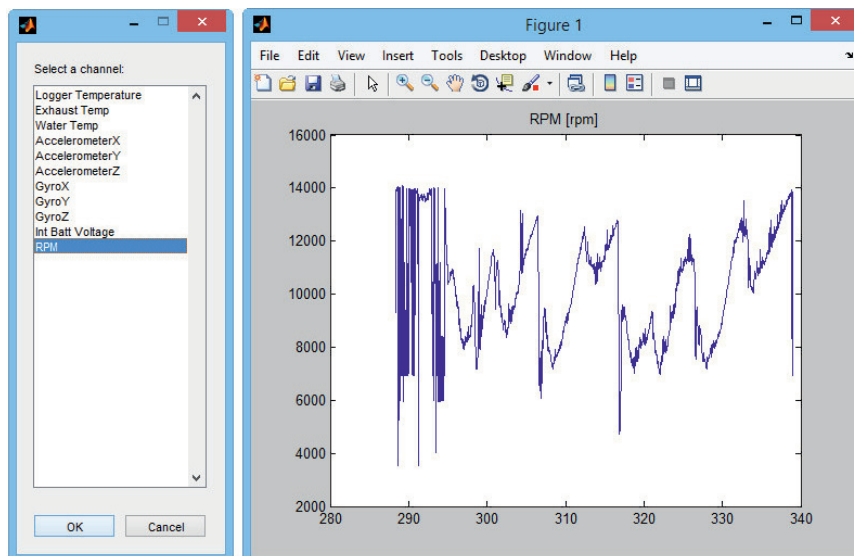 Select a channel:
Logger Temperature
Exhaust Temp
Water Temp
AccelerometerX
AccelerometerY
AccelerometerZ
GyroX
GyroY
GyroZ
Int Batt Voltage
RPM
OK Cancel
Figure 1
File Edit View Insert Tools Desktop Window Help
RPM [rpm]
16000
14000
12000
10000
8000
6000
4000
2000
280 290 300 310 320 330 340